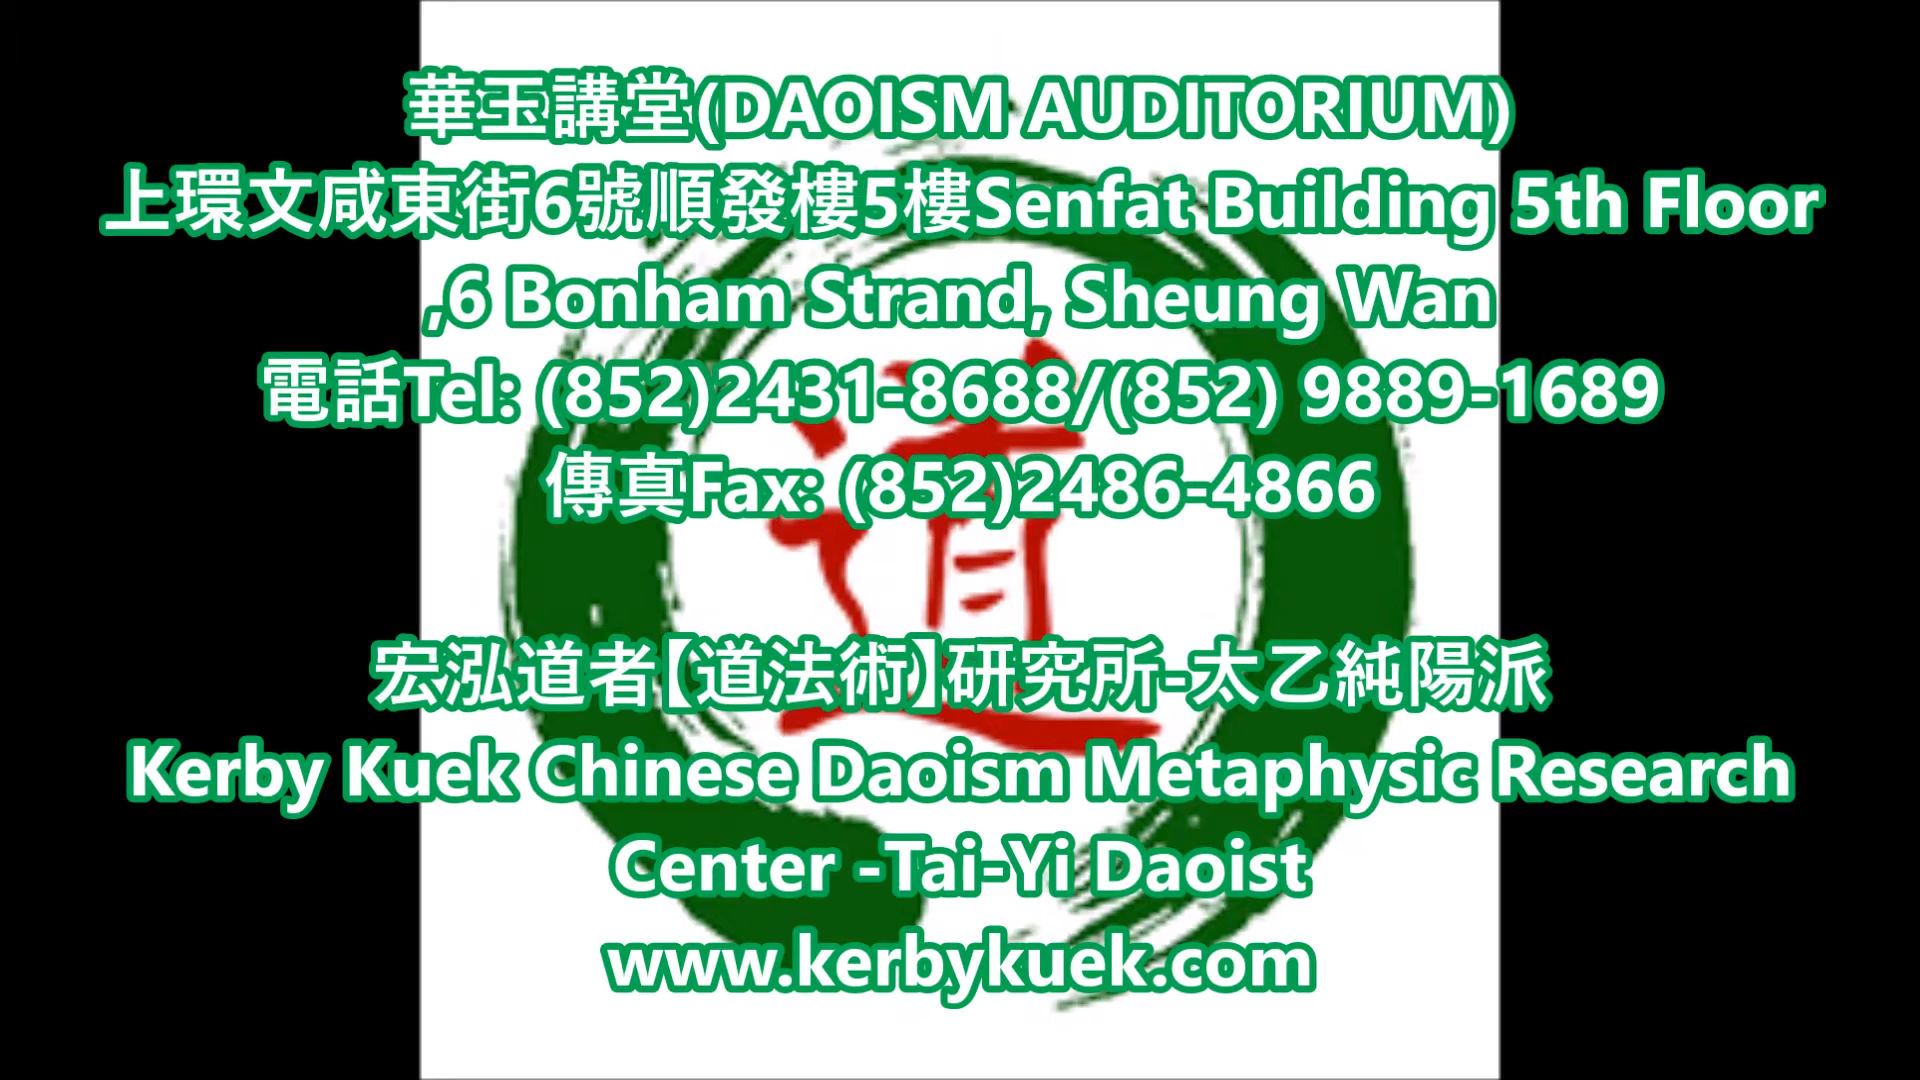 華玉講堂(DAOISM AUDITORIUM)
上環文咸東街6號順發樓5樓Senfat Building 5th Floor
,6 Bonham Strand, Sheung Wan
電話Tel: (852)2431-8688/(852) 9889-1689
傳真Fax: (852)2486-4866
道
宏泓道者【道法術】研究所-太乙純陽派
Kerby Kuek Chinese Daoism Metaphysic Research
Center -Tai-Yi Daoist
www.kerbykuek.com